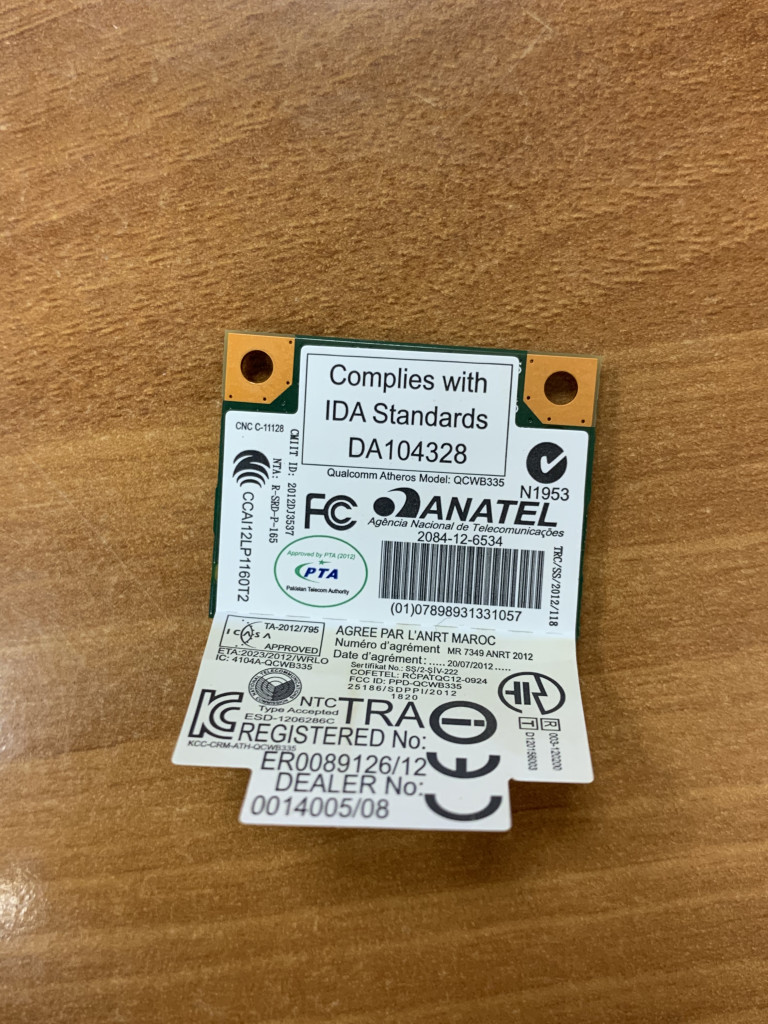 Complies with
IDA Standards
DA104328
Qualcomm Atheros Model: QCWB335
CNC C-11128
CMIIT ID: 2012DJ3537
NTA: R-SRD-P-165
CCAI12LP1160T2
N1953
FC
ANATEL
Agência Nacional de Telecomunicações
2084-12-6534
(01)07898931331057
TRC/SS/2012/118
Approved by PTA (2012)
PTA
Pakistan Telecom Authority
ICASA
TA-2012/795
APPROVED
ETA:2023/2012/WRLO
IC: 4104A-QCWB335
AGREE PAR L'ANRT MAROC
Numéro d'agrément MR 7349 ANRT 2012
Date d'agrément: ..... 20/07/2012 .....
Sertifikat No.: SS/2-SIV-222
COFETEL: RCPATQC12-0924
FCC ID: PPD-QCWB335
25186/SDPPI/2012
1820
NTC
Type Accepted
ESD-1206286C
KCC-CRM-ATH-QCWB335
TRA
REGISTERED No:
ER0089126/12
DEALER No:
0014005/08
CE
R 003-120200
T D120198003